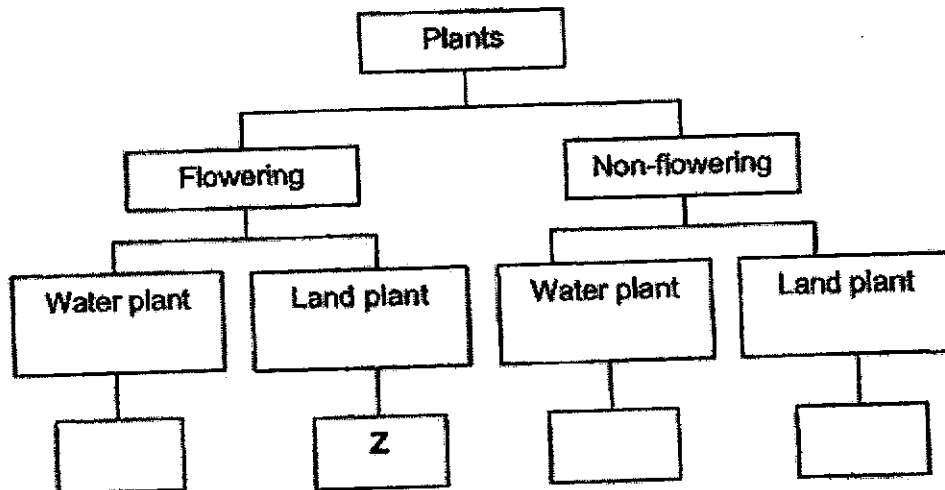 Plants
Flowering
Non-flowering
Water plant
Land plant
Water plant
Land plant
Z